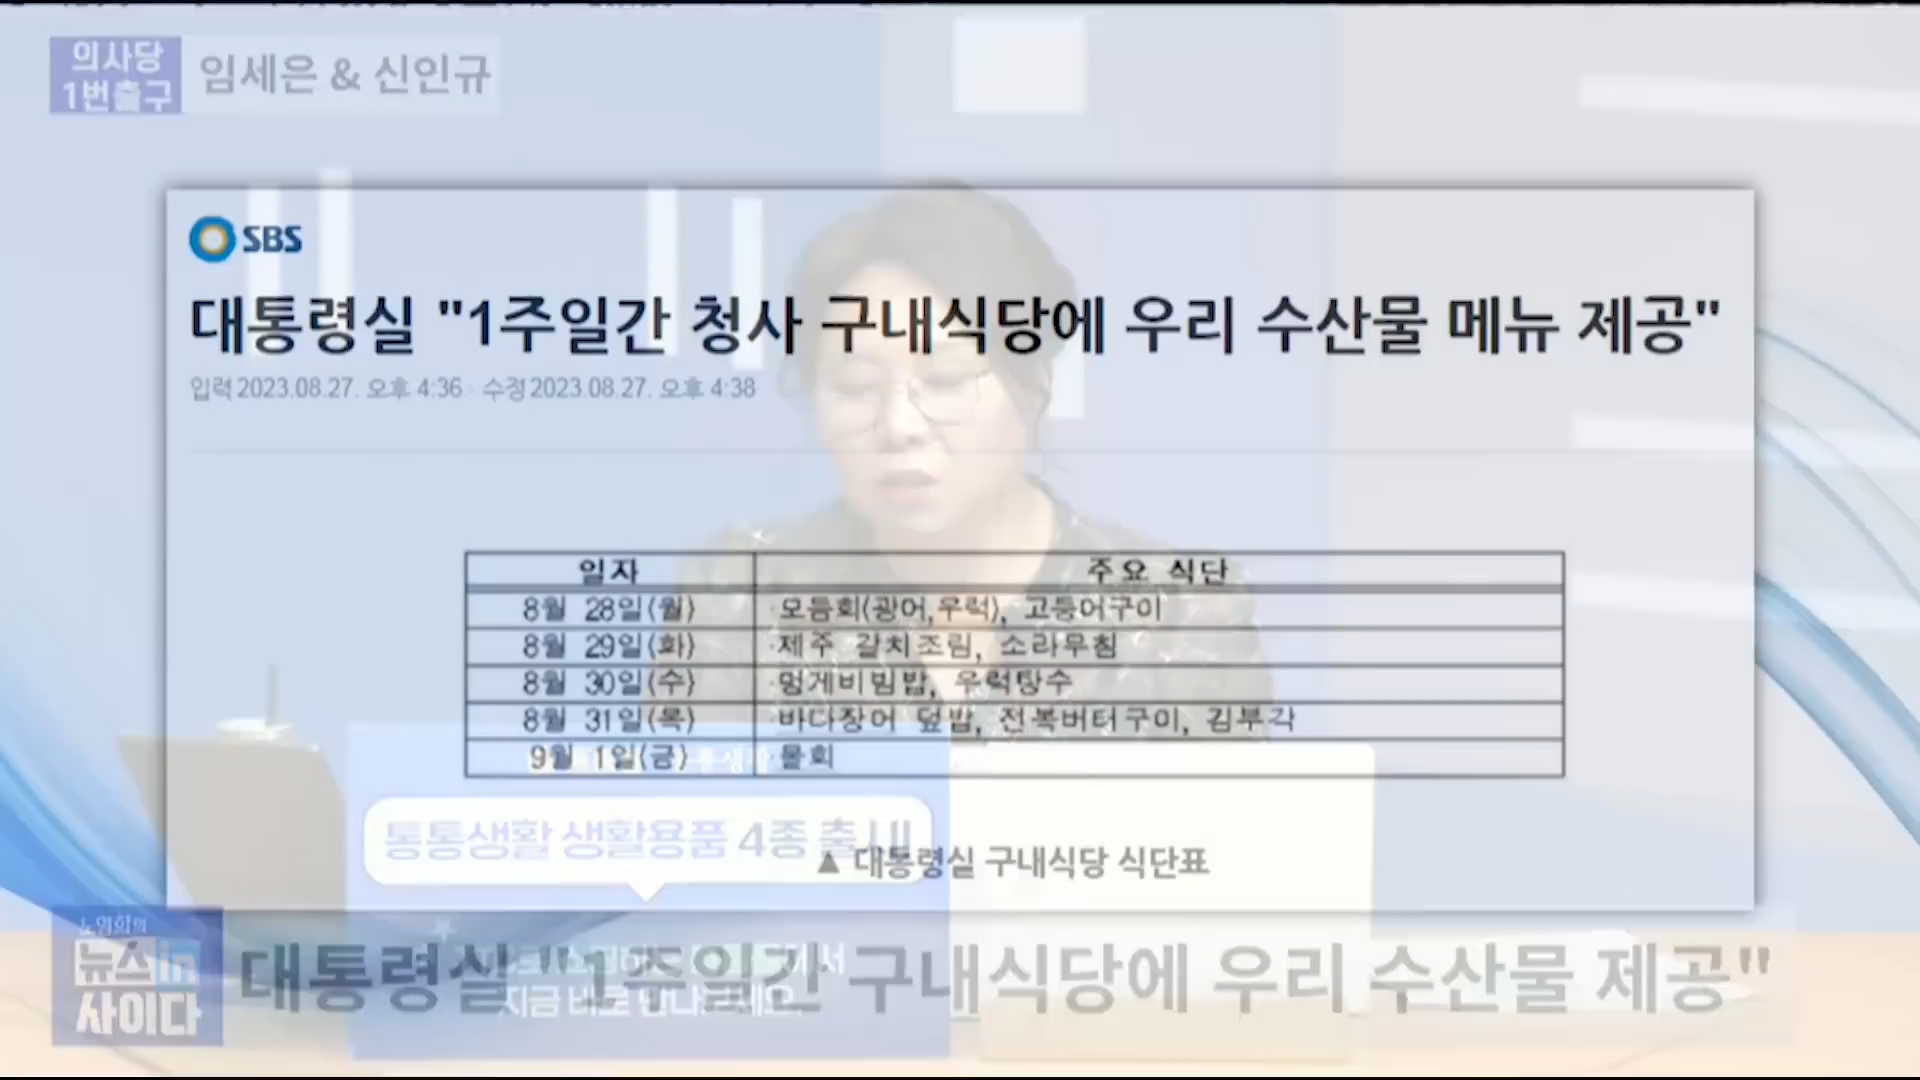 의사당
1번출구
임세은 & 신인규
SBS
대통령실 "1주일간 청사 구내식당에 우리 수산물 메뉴 제공"
입력 2023.08.27. 오후 4:36 · 수정 2023.08.27. 오후 4:38
일자 주요 식단
8월 28일(월) ·모듬회(광어,우럭), 고등어구이
8월 29일(화) ·제주 갈치조림, 소라무침
8월 30일(수) ·멍게비빔밥, 우럭탕수
8월 31일(목) ·바다장어 덮밥, 전복버터구이, 김부각
9월 1일(금) ·물회
통통생활 생활용품 4종 출시!
▲ 대통령실 구내식당 식단표
노영희의
뉴스in
사이다
대통령실 "1주일간 구내식당에 우리 수산물 제공"
지금 바로 만나보세요.